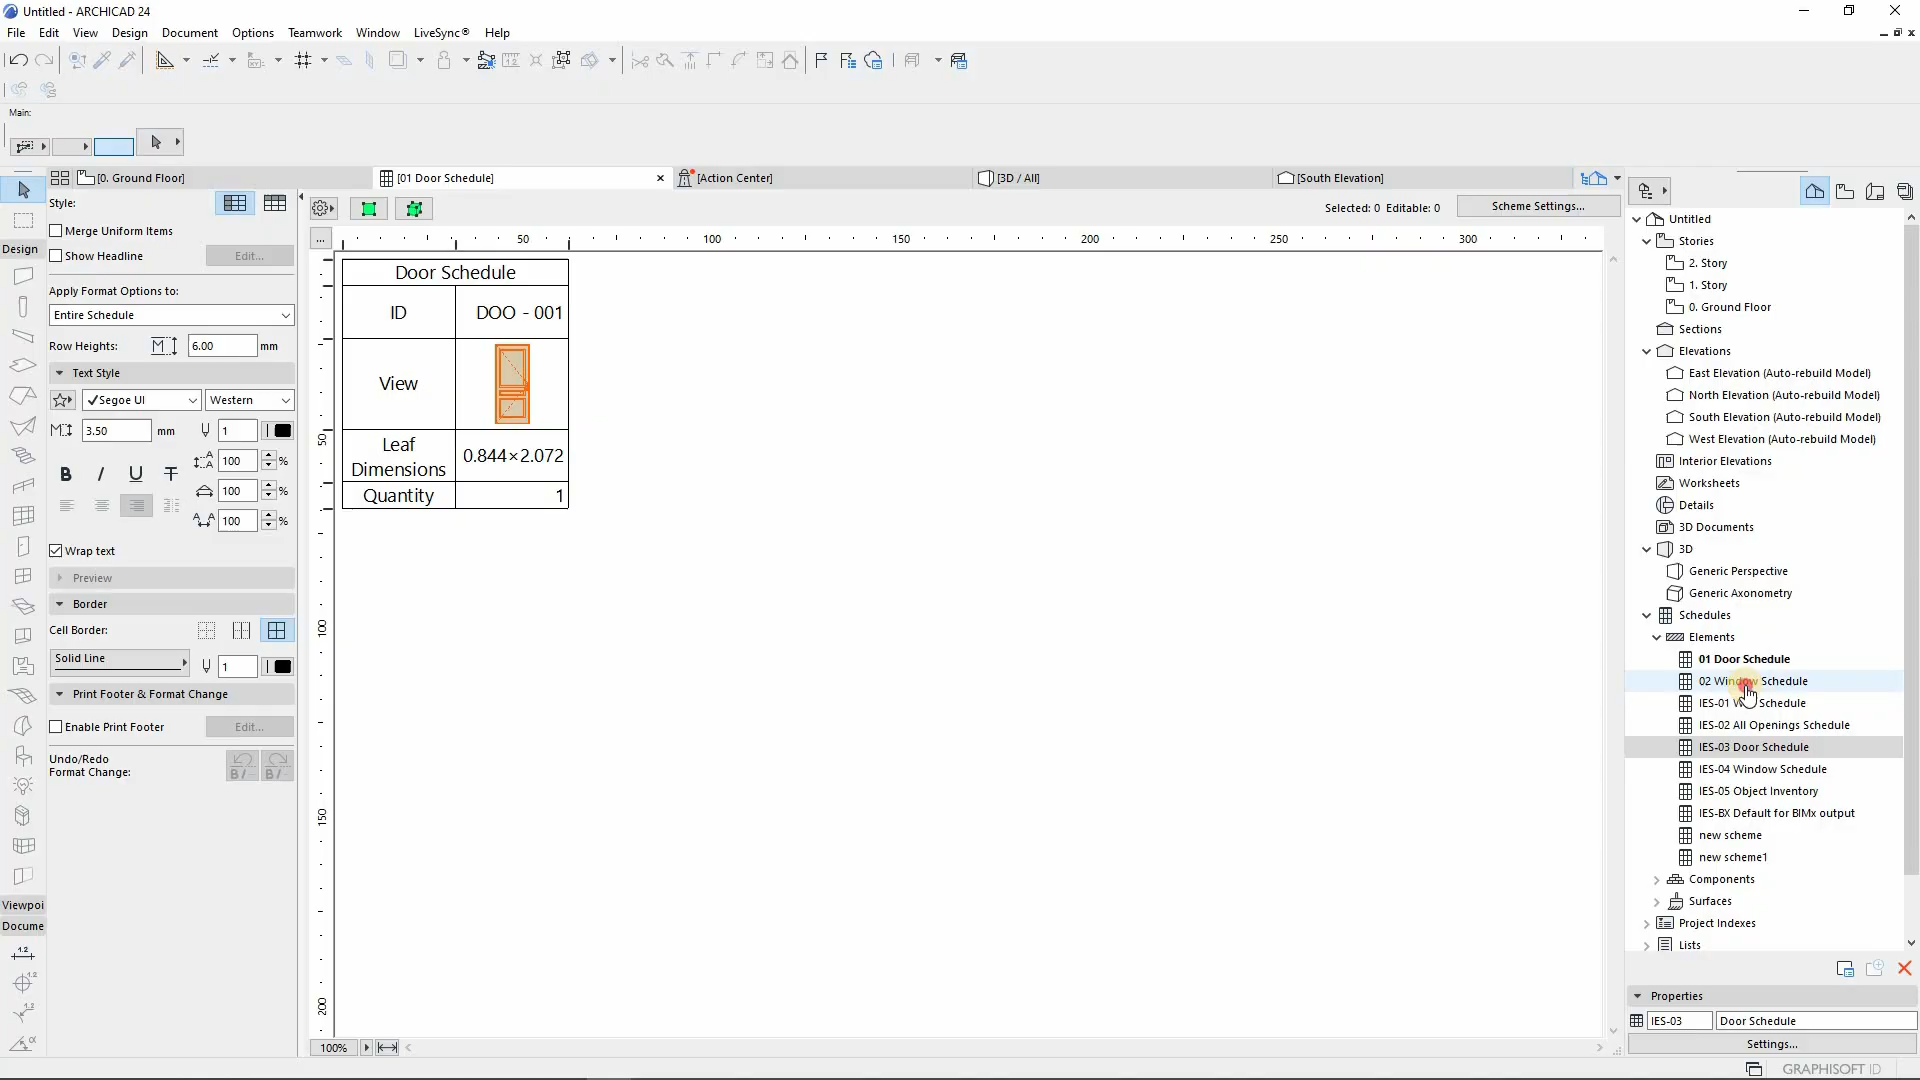 Untitled - ARCHICAD 24
File Edit View Design Document Options Teamwork Window LiveSync® Help
Main:
[0. Ground Floor]
[01 Door Schedule]
[Action Center]
[3D / All]
[South Elevation]
Style:
Merge Uniform Items
Show Headline
Edit...
Apply Format Options to:
Entire Schedule
Row Heights:
6.00
mm
Text Style
Segoe UI
Western
3.50
mm
1
100
%
B I U T
100
%
100
%
Wrap text
Preview
Border
Cell Border:
Solid Line
1
Print Footer & Format Change
Enable Print Footer
Edit...
Undo/Redo
Format Change:
Design
Viewpoi
Docume
Selected: 0 Editable: 0
Scheme Settings...
50 100 150 200 250 300
50
100
150
200
Door Schedule
ID
DOO - 001
View
Leaf
Dimensions
0.844×2.072
Quantity
1
100%
Untitled
Stories
2. Story
1. Story
0. Ground Floor
Sections
Elevations
East Elevation (Auto-rebuild Model)
North Elevation (Auto-rebuild Model)
South Elevation (Auto-rebuild Model)
West Elevation (Auto-rebuild Model)
Interior Elevations
Worksheets
Details
3D Documents
3D
Generic Perspective
Generic Axonometry
Schedules
Elements
01 Door Schedule
02 Window Schedule
IES-01 Schedule
IES-02 All Openings Schedule
IES-03 Door Schedule
IES-04 Window Schedule
IES-05 Object Inventory
IES-BX Default for BIMx output
new scheme
new scheme1
Components
Surfaces
Project Indexes
Lists
Properties
IES-03
Door Schedule
Settings...
GRAPHISOFT ID